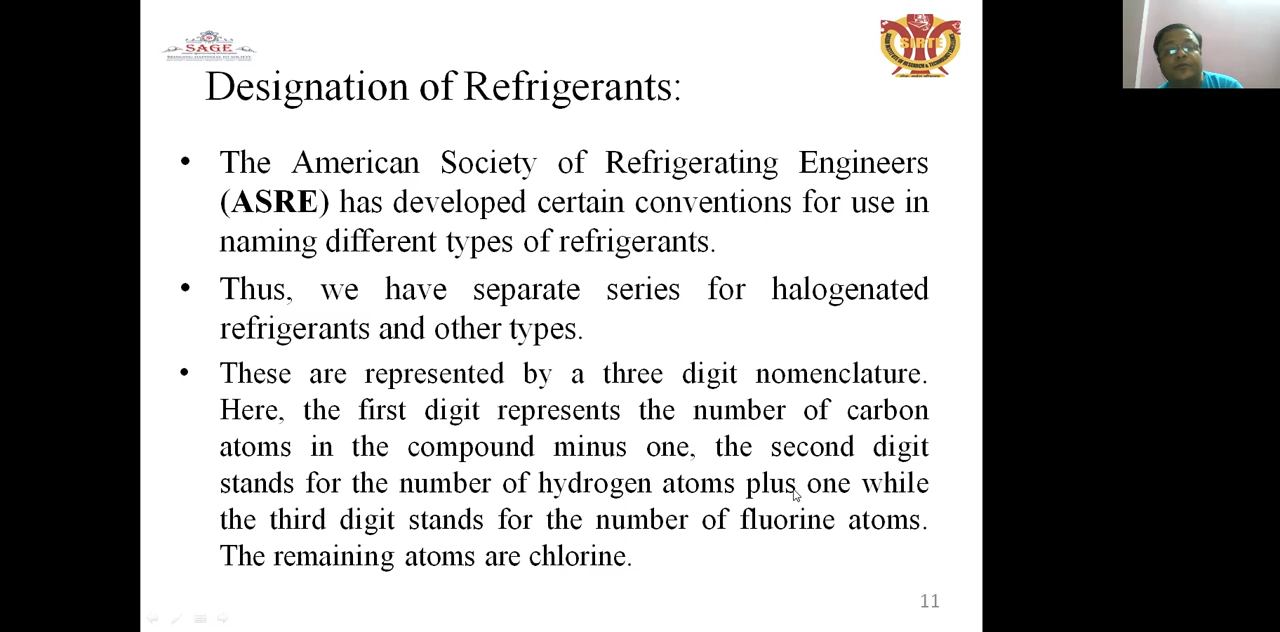 SAGE
SIRTE
Designation of Refrigerants:
• The American Society of Refrigerating Engineers
(ASRE) has developed certain conventions for use in
naming different types of refrigerants.
• Thus, we have separate series for halogenated
refrigerants and other types.
• These are represented by a three digit nomenclature.
Here, the first digit represents the number of carbon
atoms in the compound minus one, the second digit
stands for the number of hydrogen atoms plus one while
the third digit stands for the number of fluorine atoms.
The remaining atoms are chlorine.
11